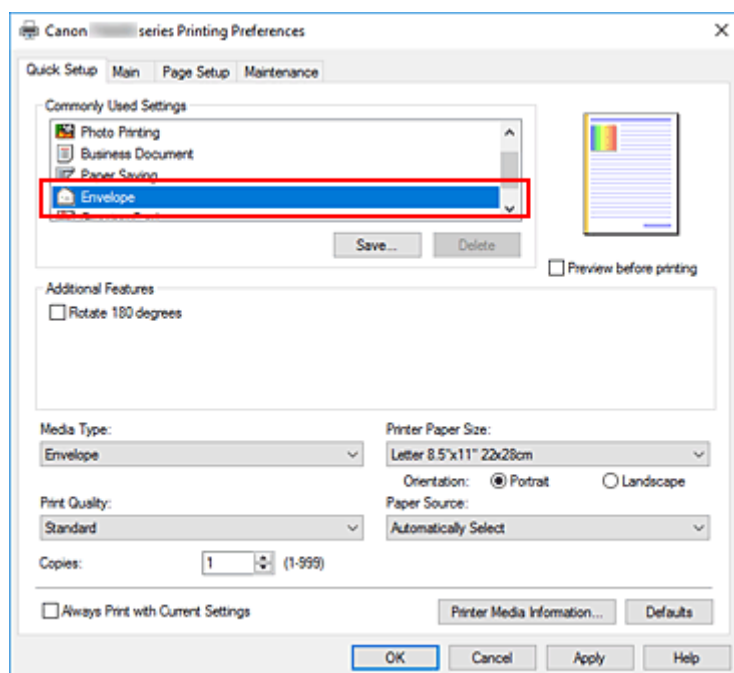 Canon series Printing Preferences
Quick Setup Main Page Setup Maintenance
Commonly Used Settings
Photo Printing
Business Document
Paper Saving
Envelope
Save... Delete
Preview before printing
Additional Features
Rotate 180 degrees
Media Type: Printer Paper Size:
Envelope Letter 8.5"x11" 22x28cm
Orientation: Portrait Landscape
Print Quality: Paper Source:
Standard Automatically Select
Copies: 1 (1-999)
Always Print with Current Settings Printer Media Information... Defaults
OK Cancel Apply Help